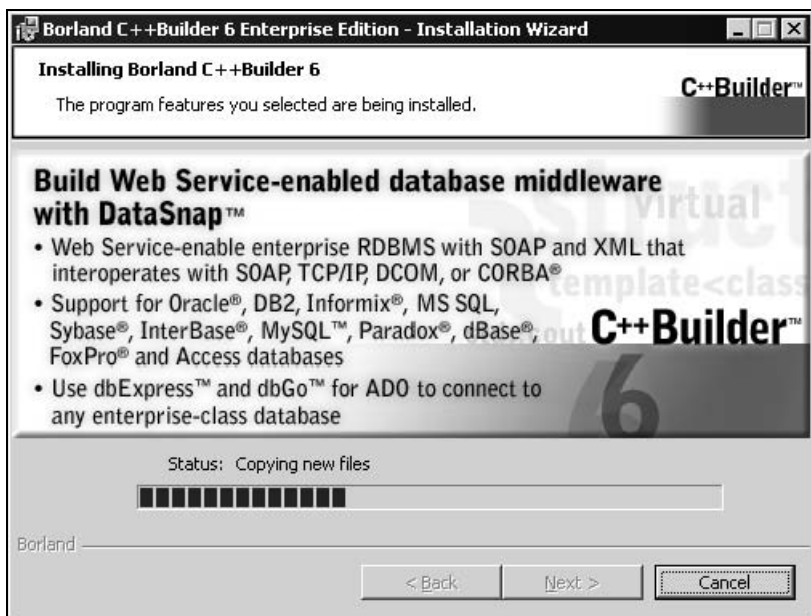 Borland C++Builder 6 Enterprise Edition - Installation Wizard
Installing Borland C++Builder 6
The program features you selected are being installed.
C++Builder™
Build Web Service-enabled database middleware
with DataSnap™
• Web Service-enable enterprise RDBMS with SOAP and XML that
interoperates with SOAP, TCP/IP, DCOM, or CORBA®
• Support for Oracle®, DB2, Informix®, MS SQL,
Sybase®, InterBase®, MySQL™, Paradox®, dBase®,
FoxPro® and Access databases
• Use dbExpress™ and dbGo™ for ADO to connect to
any enterprise-class database
struct
virtual
template<class
out
C++Builder™
6
Status: Copying new files
Borland
< Back
Next >
Cancel